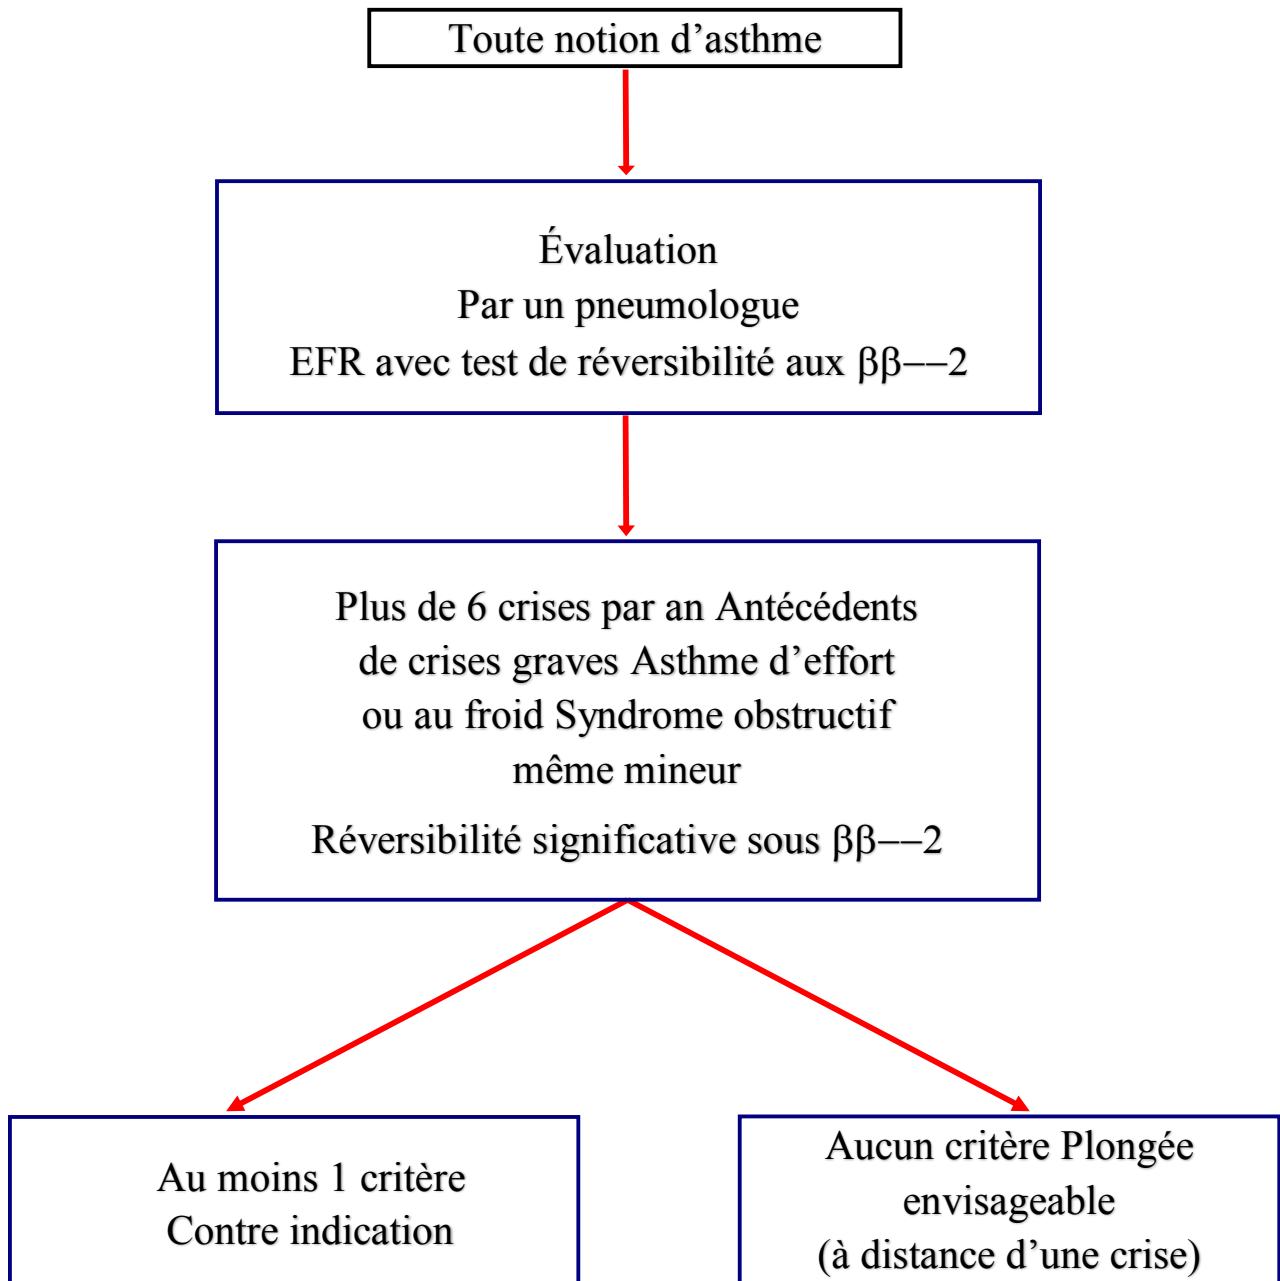 Toute notion d’asthme
Évaluation
Par un pneumologue
EFR avec test de réversibilité aux ββ−−2
Plus de 6 crises par an Antécédents
de crises graves Asthme d’effort
ou au froid Syndrome obstructif
même mineur
Réversibilité significative sous ββ−−2
Au moins 1 critère
Contre indication
Aucun critère Plongée
envisageable
(à distance d’une crise)